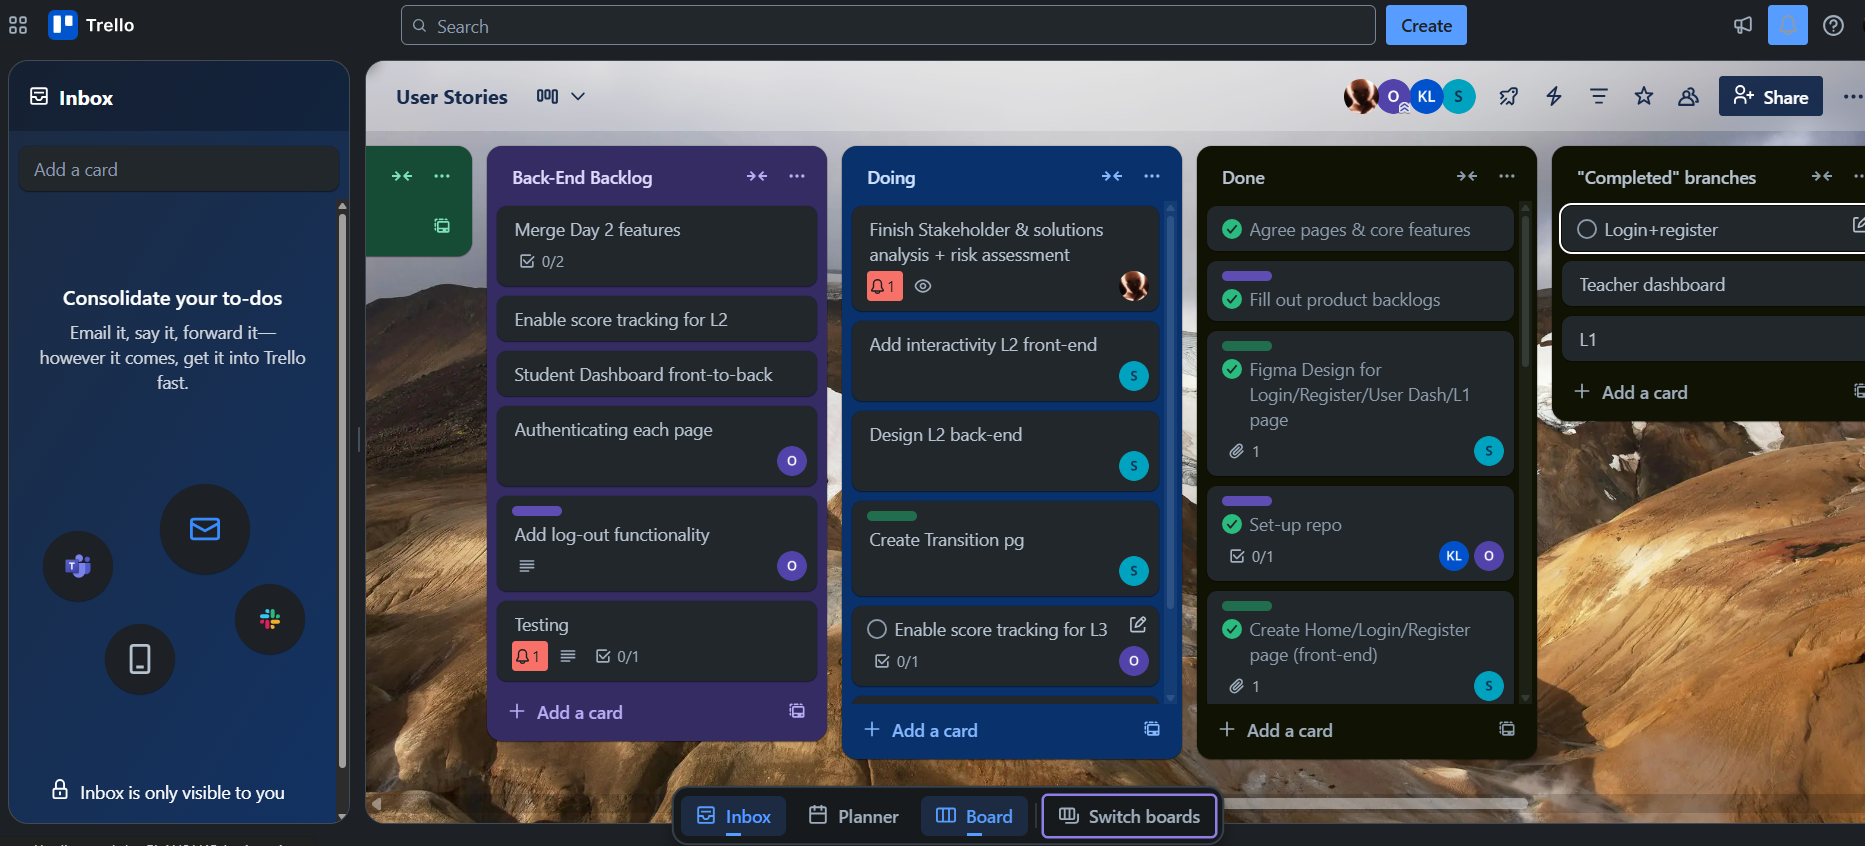 Trello
Search
Create
Inbox
Add a card
Consolidate your to-dos
Email it, say it, forward it—
however it comes, get it into Trello
fast.
Inbox is only visible to you
User Stories
O
KL
S
Share
Back-End Backlog
Merge Day 2 features
0/2
Enable score tracking for L2
Student Dashboard front-to-back
Authenticating each page
O
Add log-out functionality
O
Testing
1
0/1
Add a card
Doing
Finish Stakeholder & solutions
analysis + risk assessment
1
Add interactivity L2 front-end
S
Design L2 back-end
S
Create Transition pg
S
Enable score tracking for L3
0/1
O
Add a card
Done
Agree pages & core features
Fill out product backlogs
Figma Design for
Login/Register/User Dash/L1
page
1
S
Set-up repo
0/1
KL
O
Create Home/Login/Register
page (front-end)
1
S
Add a card
"Completed" branches
Login+register
Teacher dashboard
L1
Add a card
Inbox
Planner
Board
Switch boards